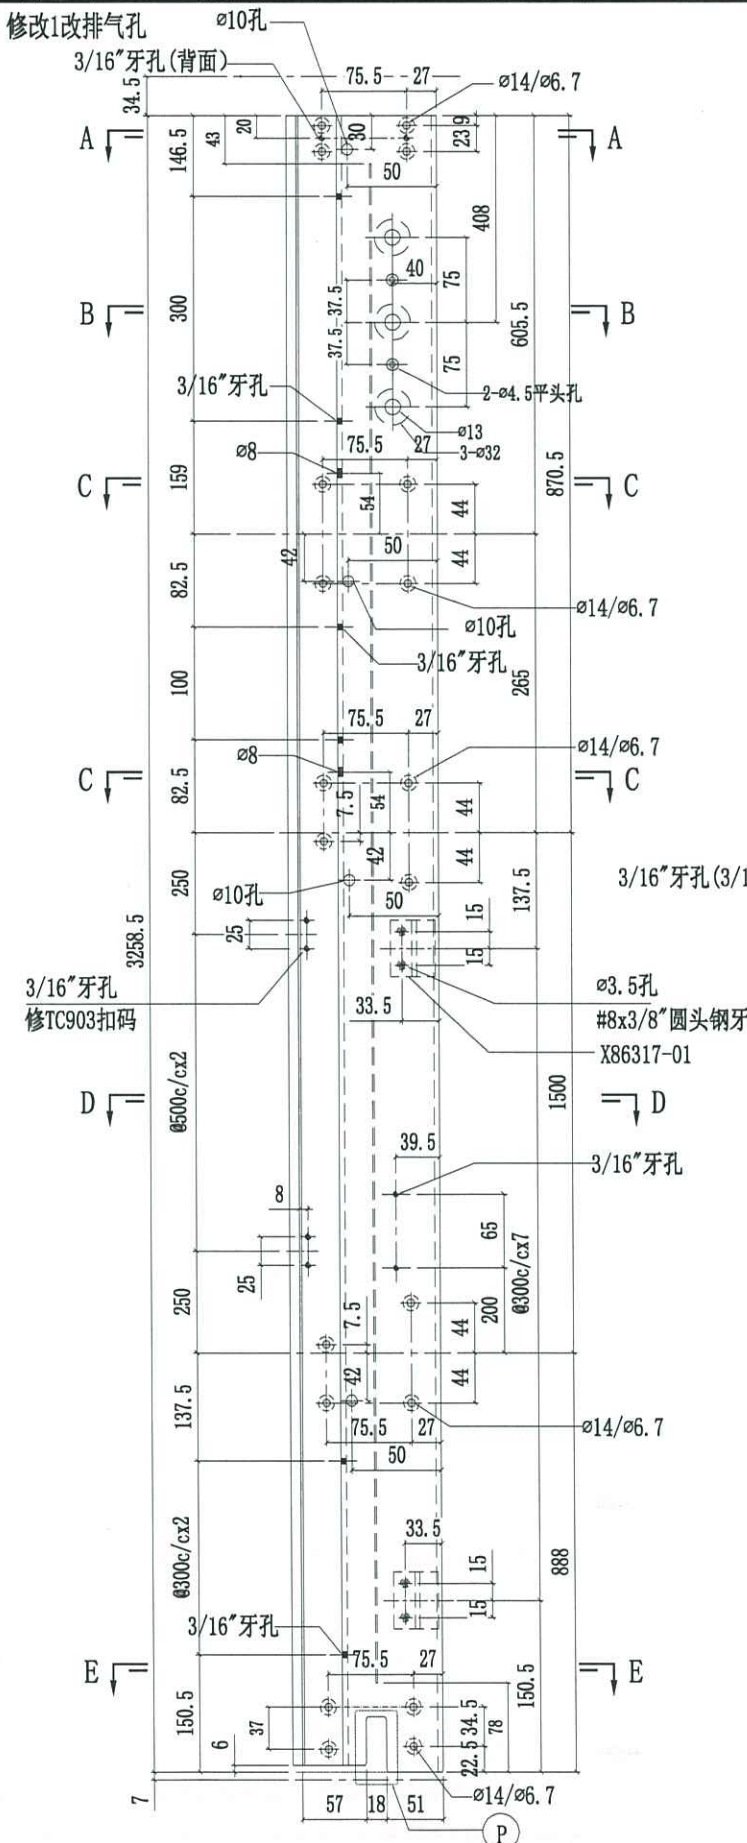 修改1改排气孔
ø10孔
3/16"牙孔(背面)
75.5
27
ø14/ø6.7
34.5
A
A
146.5
43
20
30
23.9
50
408
B
B
300
37.5
40
75
605.5
37.5
75
2-ø4.5平头孔
3/16"牙孔
ø13
27
3-ø32
75.5
ø8
870.5
C
C
159
54
44
42
50
44
82.5
ø14/ø6.7
ø10孔
3/16"牙孔
100
265
75.5
27
ø14/ø6.7
ø8
C
C
82.5
7.5
54
44
42
44
250
137.5
3/16"牙孔(3/1
ø10孔
50
25
15
3258.5
15
3/16"牙孔
修TC903扣码
33.5
ø3.5孔
#8x3/8"圆头钢牙
X86317-01
@500c/cx2
1500
D
D
39.5
3/16"牙孔
8
65
@300c/cx7
25
200
250
7.5
44
42
44
137.5
75.5
27
ø14/ø6.7
50
33.5
@300c/cx2
15
888
15
3/16"牙孔
75.5
27
E
E
150.5
150.5
37
34.5
78
6
22.5
7
ø14/ø6.7
57
18
51
P